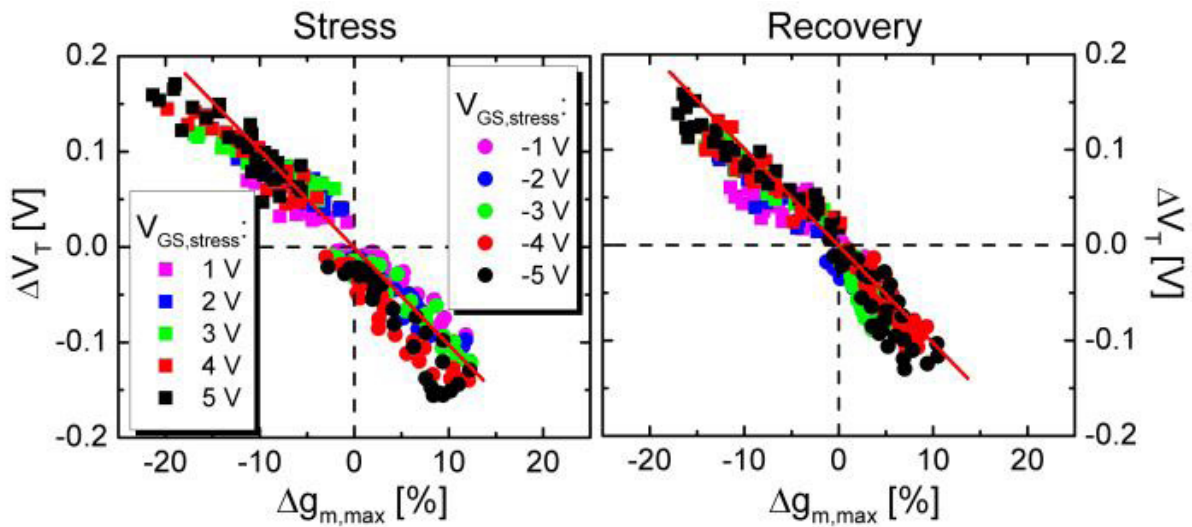 Stress
Recovery
0.2
0.1
0.0
-0.1
-0.2
ΔV_T [V]
V_GS,stress:
1 V
2 V
3 V
4 V
5 V
V_GS,stress:
-1 V
-2 V
-3 V
-4 V
-5 V
-20 -10 0 10 20
Δg_m,max [%]
-20 -10 0 10 20
Δg_m,max [%]
0.2
0.1
0.0
-0.1
-0.2
ΔV_T [V]